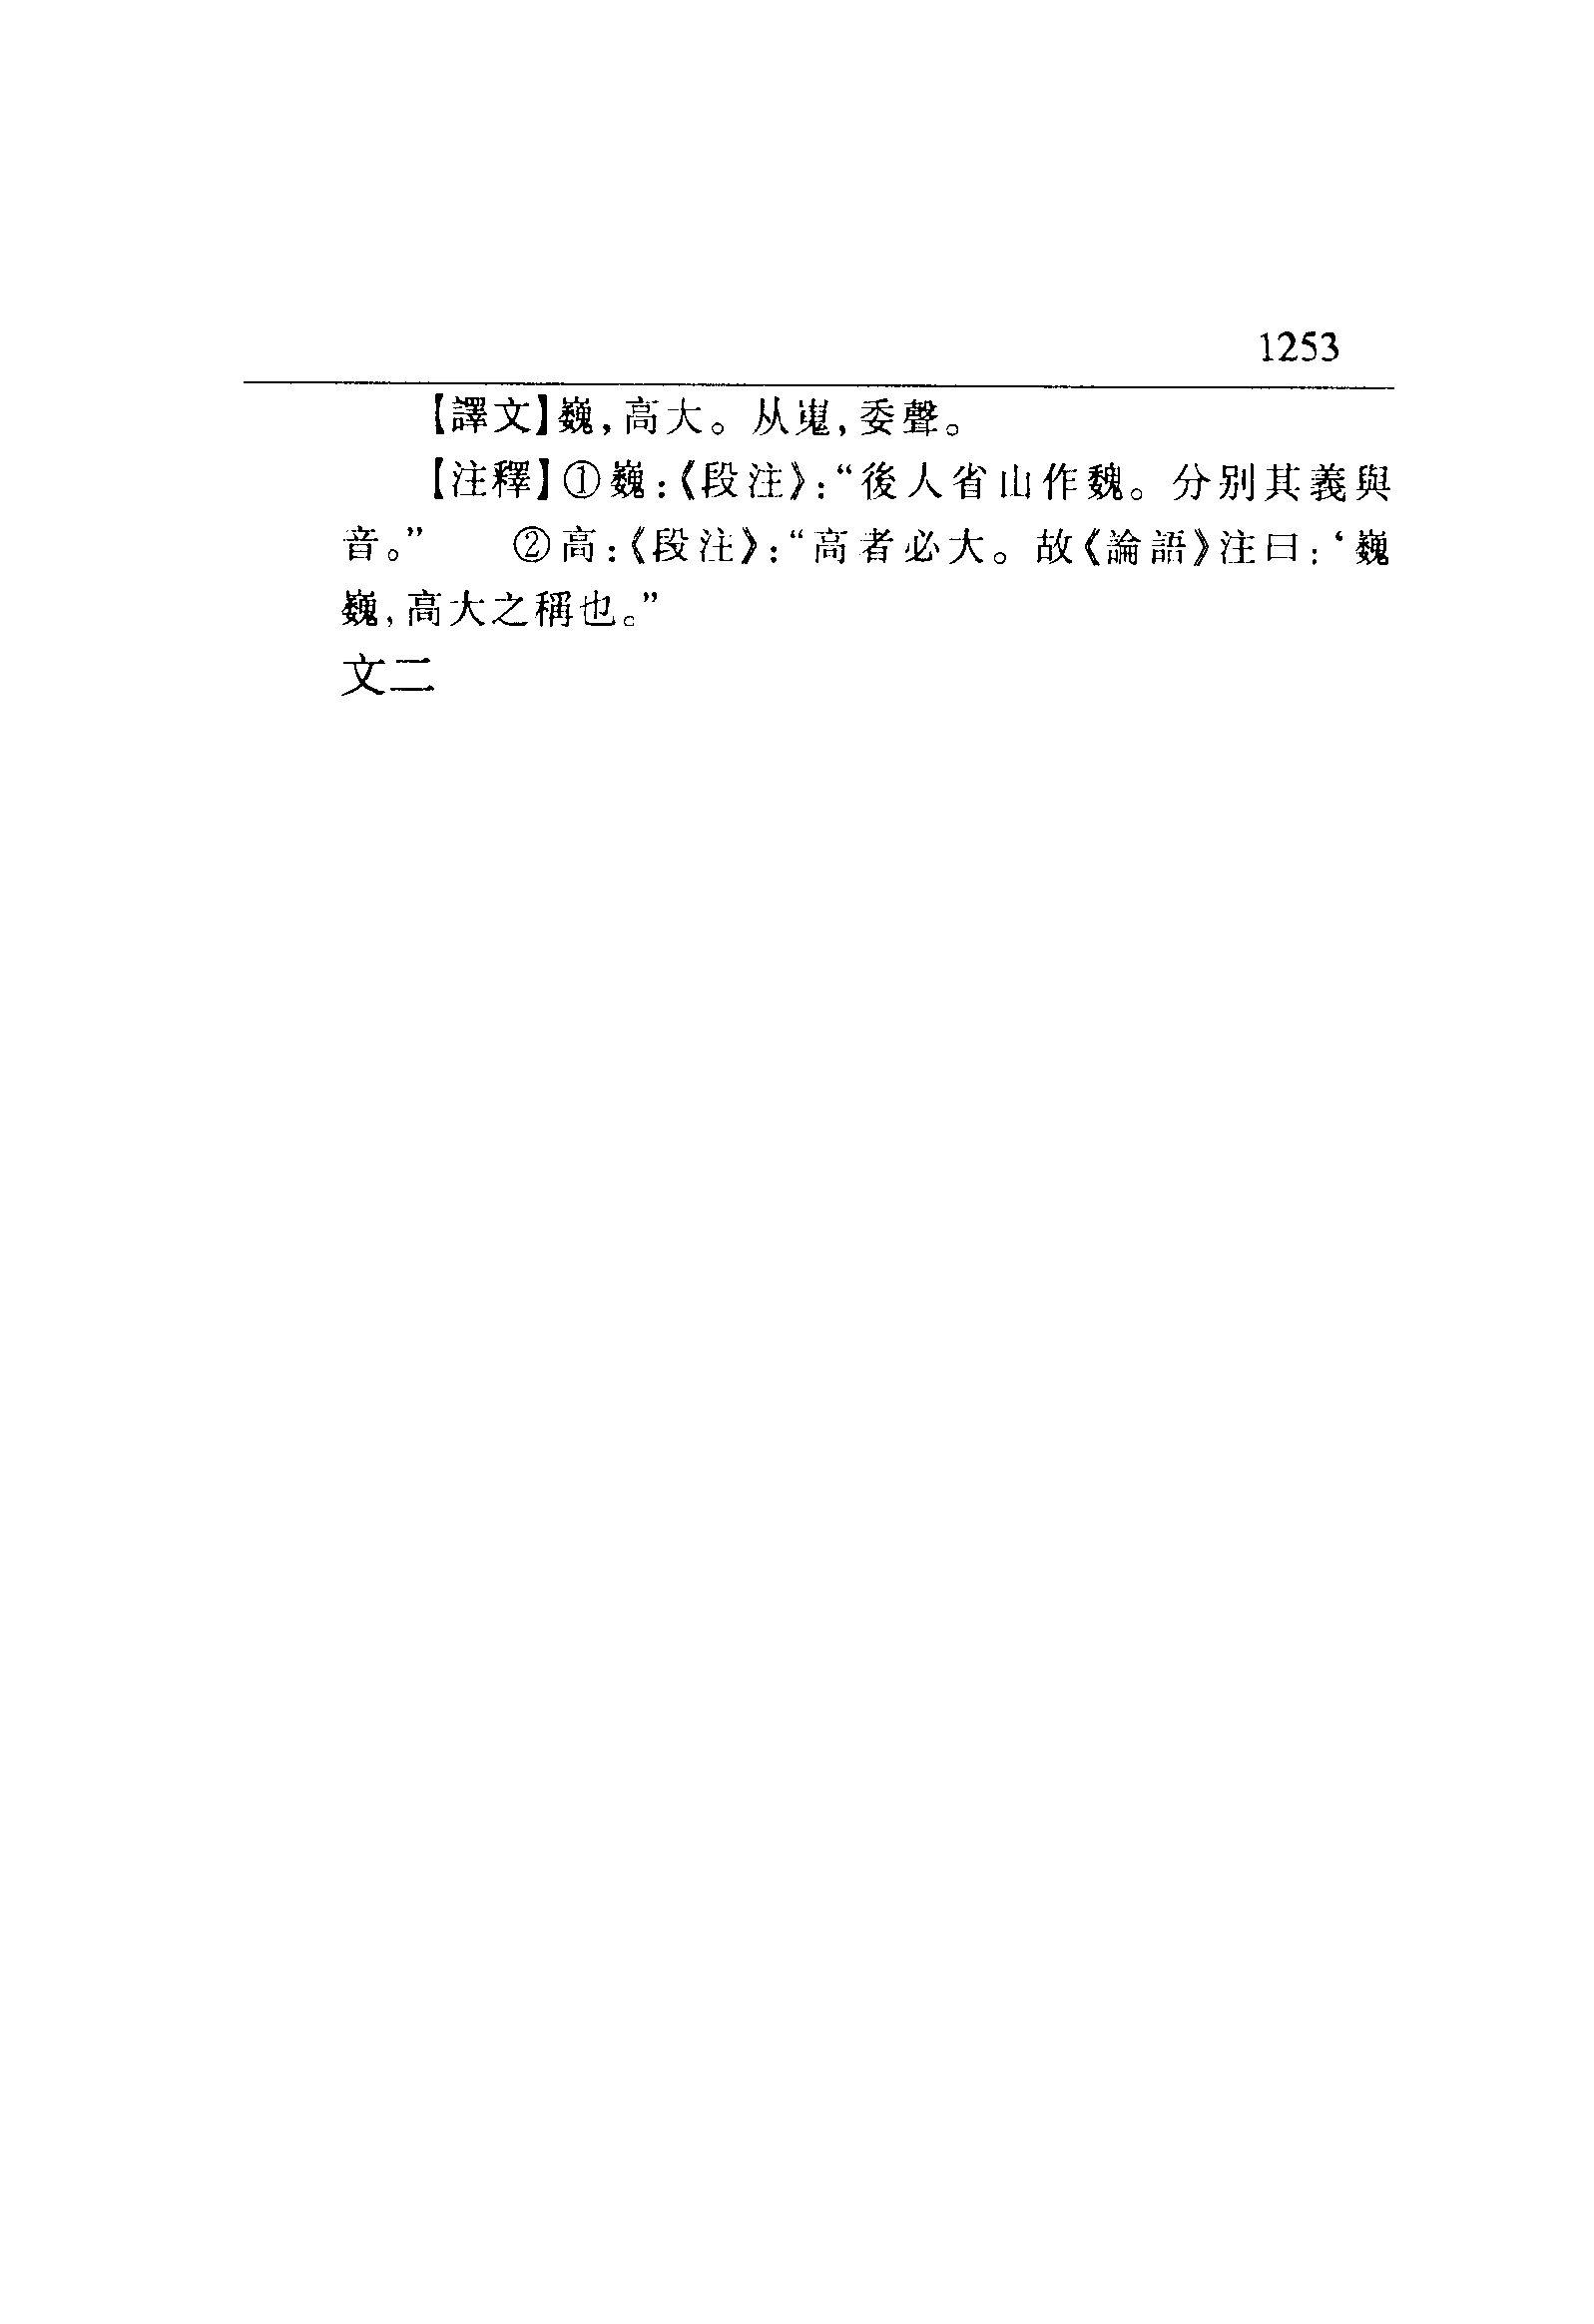 1253
【譯文】巍,高大。从嵬,委聲。
【注釋】①巍:《段注》:“後人省山作魏。分别其義與
音。” ②高:《段注》:“高者必大。故《論語》注曰:‘巍
巍,高大之稱也。”
文二